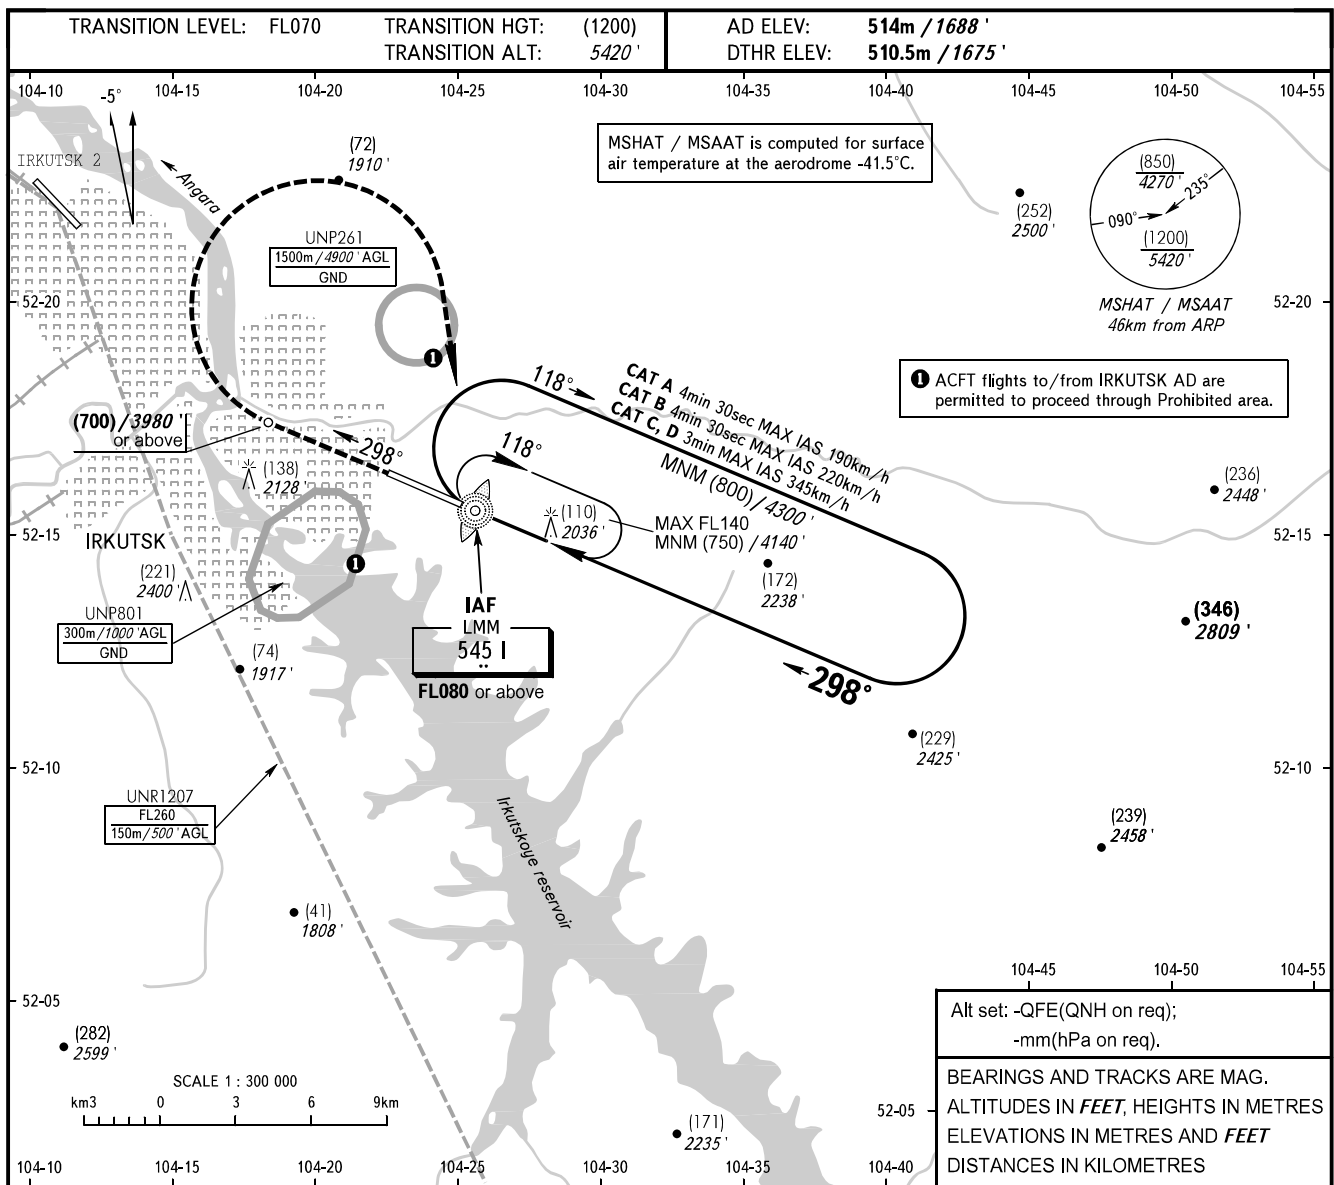 TRANSITION LEVEL: FL070 TRANSITION HGT: (1200) AD ELEV: 514m / 1688 '
TRANSITION ALT: 5420 ' DTHR ELEV: 510.5m / 1675 '
104-10 104-15 104-20 104-25 104-30 104-35 104-40 104-45 104-50 104-55
-5°
IRKUTSK 2
Angara
(72)
1910 '
MSHAT / MSAAT is computed for surface
air temperature at the aerodrome -41.5°C.
(252)
2500 '
(850)
4270 '
235°
090°
(1200)
5420 '
MSHAT / MSAAT
46km from ARP
UNP261
1500m / 4900 ' AGL
GND
52-20 52-20
1
1 ACFT flights to/from IRKUTSK AD are
permitted to proceed through Prohibited area.
118°
CAT A 4min 30sec MAX IAS 190km/h
CAT B 4min 30sec MAX IAS 220km/h
CAT C, D 3min MAX IAS 345km/h
MNM (800) / 4300 '
(700) / 3980 '
or above
298°
118°
(138)
2128 '
(110)
2036 '
MAX FL140
MNM (750) / 4140 '
(236)
2448 '
52-15 52-15
IRKUTSK
1
(221)
2400 '
(172)
2238 '
UNP801
300m / 1000 ' AGL
GND
IAF
LMM
545 I
..
FL080 or above
(346)
2809 '
(74)
1917 '
298°
(229)
2425 '
52-10 52-10
UNR1207
FL260
150m / 500 ' AGL
Irkutskoye reservoir
(239)
2458 '
(41)
1808 '
104-45 104-50 104-55
52-05
(282)
2599 '
SCALE 1 : 300 000
km3 0 3 6 9km
52-05
(171)
2235 '
Alt set: -QFE(QNH on req);
-mm(hPa on req).
BEARINGS AND TRACKS ARE MAG.
ALTITUDES IN FEET, HEIGHTS IN METRES
ELEVATIONS IN METRES AND FEET
DISTANCES IN KILOMETRES
104-10 104-15 104-20 104-25 104-30 104-35 104-40